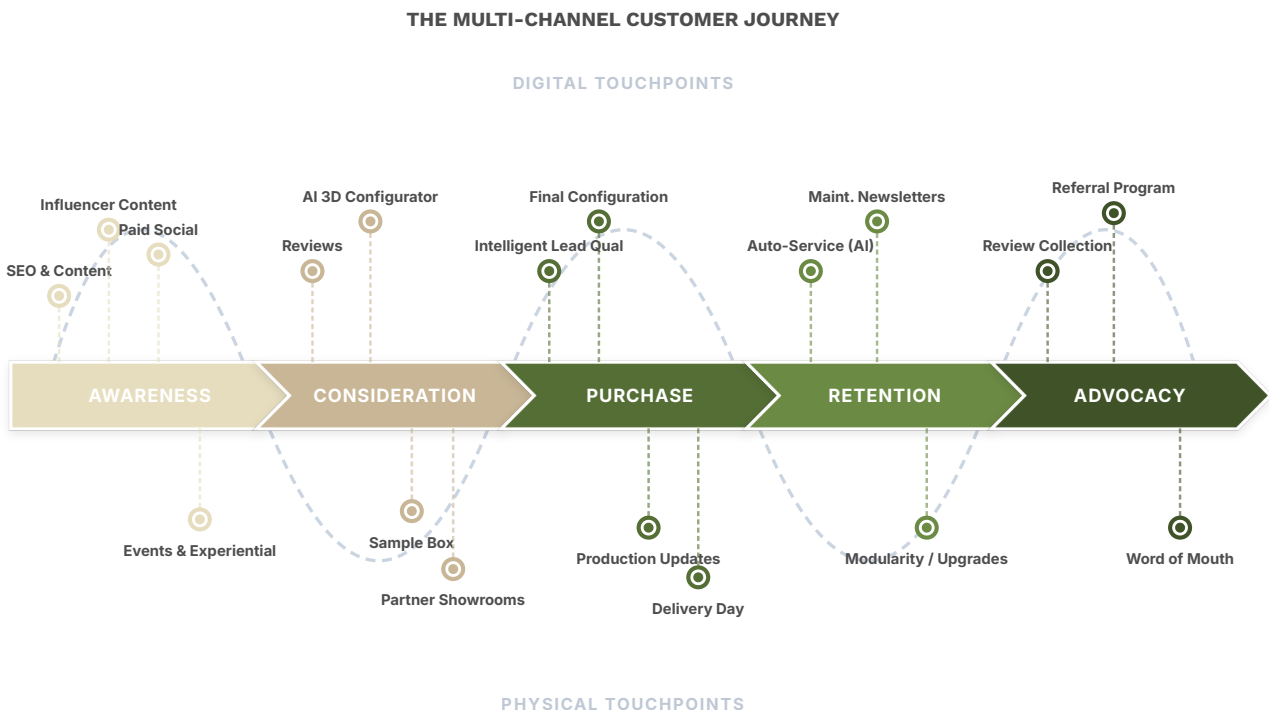 THE MULTI-CHANNEL CUSTOMER JOURNEY
DIGITAL TOUCHPOINTS
Influencer Content
Paid Social
SEO & Content
AI 3D Configurator
Reviews
Final Configuration
Intelligent Lead Qual
Maint. Newsletters
Auto-Service (AI)
Referral Program
Review Collection
AWARENESS
CONSIDERATION
PURCHASE
RETENTION
ADVOCACY
Events & Experiential
Sample Box
Partner Showrooms
Production Updates
Delivery Day
Modularity / Upgrades
Word of Mouth
PHYSICAL TOUCHPOINTS